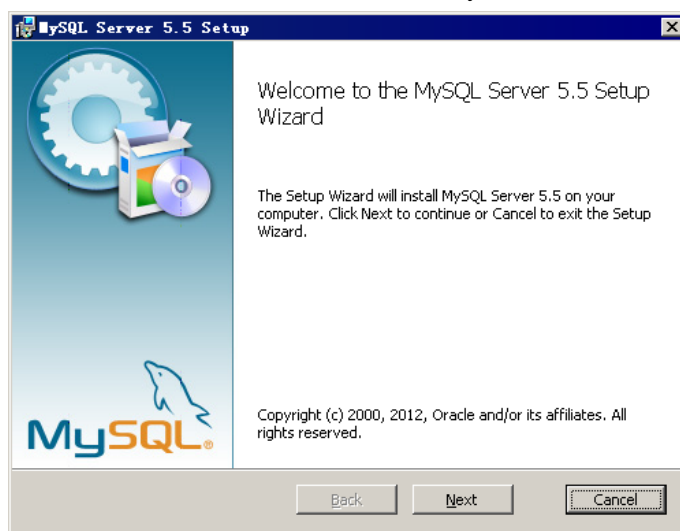 MySQL Server 5.5 Setup
Welcome to the MySQL Server 5.5 Setup
Wizard
The Setup Wizard will install MySQL Server 5.5 on your
computer. Click Next to continue or Cancel to exit the Setup
Wizard.
MySQL®
Copyright (c) 2000, 2012, Oracle and/or its affiliates. All
rights reserved.
Back
Next
Cancel